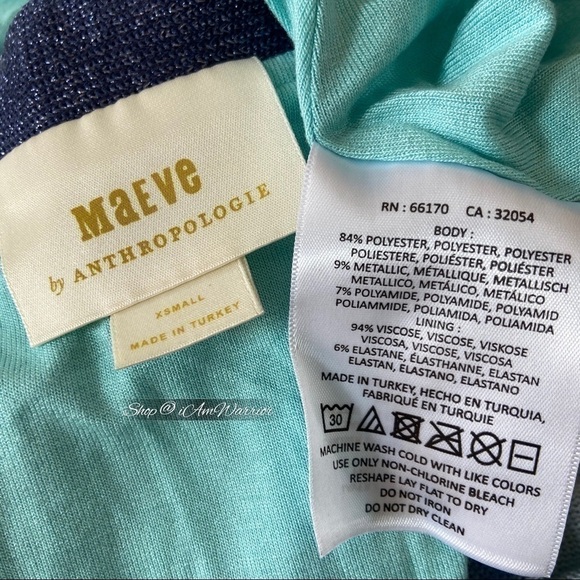 MaEVe
by ANTHROPOLOGIE
XSMALL
MADE IN TURKEY
Shop @ iAmWarrior
RN : 66170 CA : 32054
BODY :
84% POLYESTER, POLYESTER, POLYESTER
POLIESTERE, POLIÉSTER, POLIÉSTER
9% METALLIC, MÉTALLIQUE, METALLISCH
METALLICO, METÁLICO, METÁLICO
7% POLYAMIDE, POLYAMIDE, POLYAMID
POLIAMMIDE, POLIAMIDA, POLIAMIDA
LINING :
94% VISCOSE, VISCOSE, VISKOSE
VISCOSA, VISCOSA, VISCOSE
6% ELASTANE, ÉLASTHANNE, ELASTAN
ELASTAN, ELASTANO, ELASTANO
MADE IN TURKEY, HECHO EN TURQUIA,
FABRIQUÉ EN TURQUIE
30
MACHINE WASH COLD WITH LIKE COLORS
USE ONLY NON-CHLORINE BLEACH
RESHAPE LAY FLAT TO DRY
DO NOT IRON
DO NOT DRY CLEAN